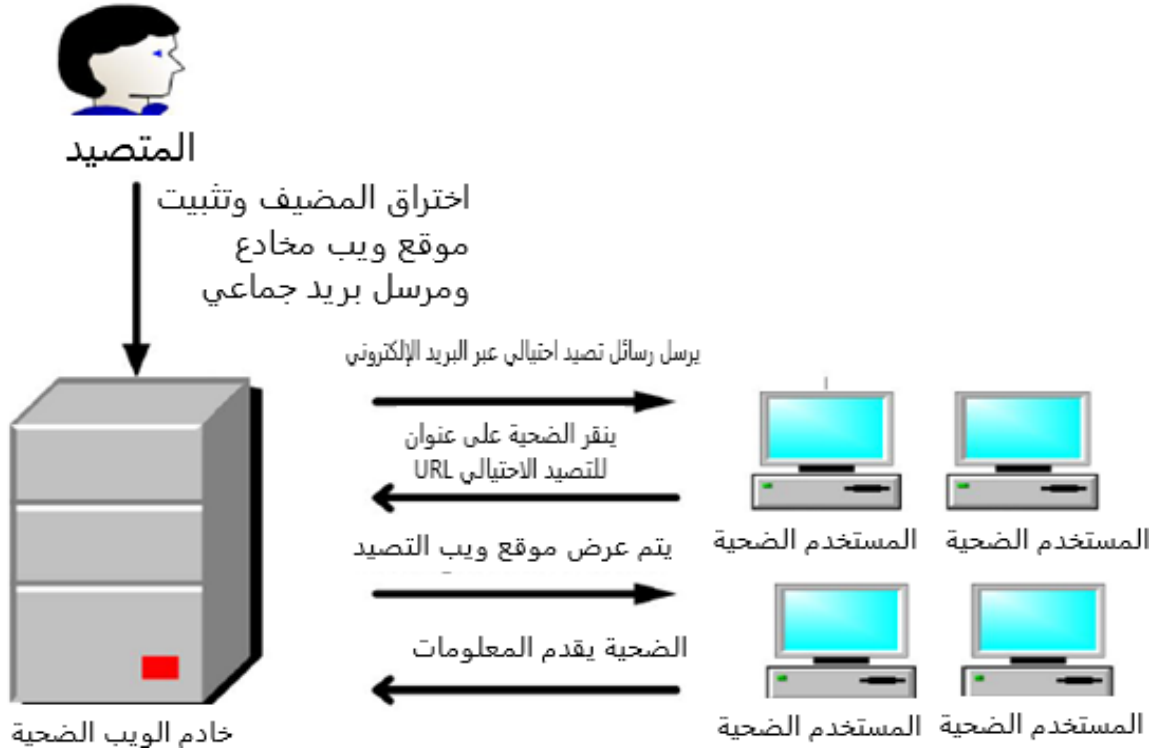 المتصيد
اختراق المضيف وتثبيت
موقع ويب مخادع
ومرسل بريد جماعي
يرسل رسائل تصيد احتيالي عبر البريد الإلكتروني
ينقر الضحية على عنوان
للتصيد الاحتيالي URL
يتم عرض موقع ويب التصيد
الضحية يقدم المعلومات
المستخدم الضحية
المستخدم الضحية
المستخدم الضحية
المستخدم الضحية
خادم الويب الضحية